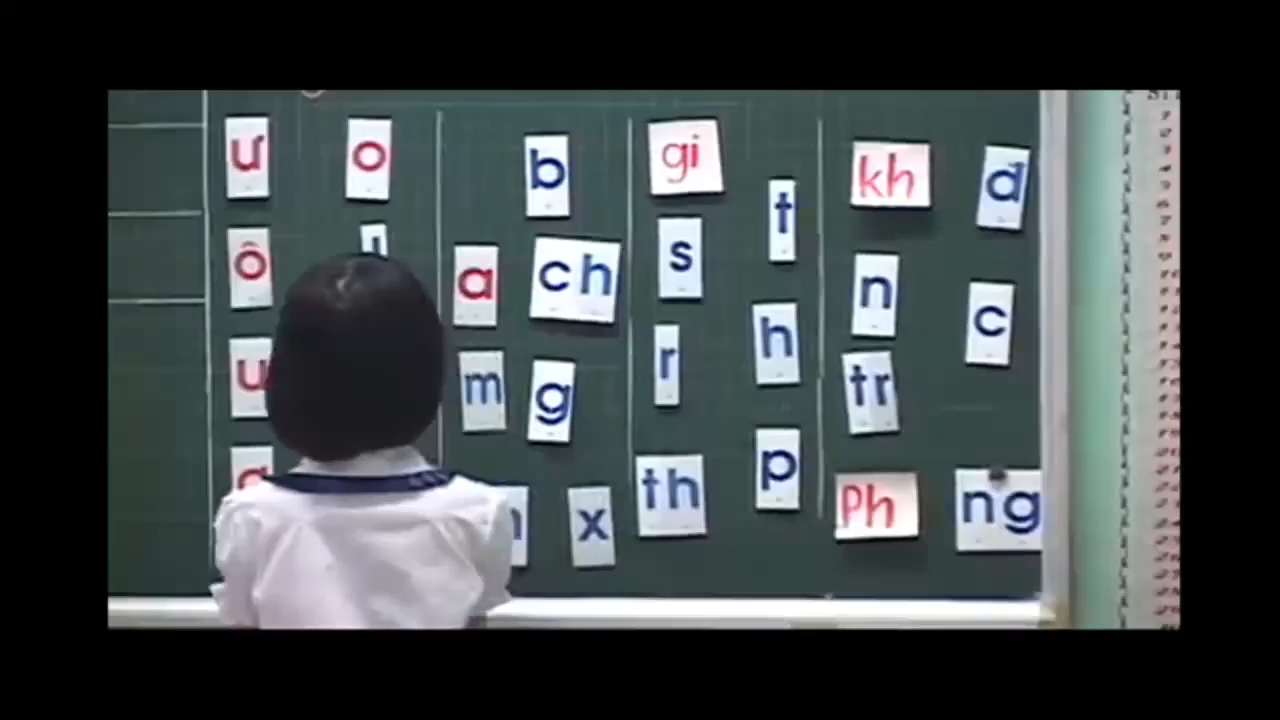 ư o b gi t kh đ
ô a ch s n c
u m g r h tr
x th p Ph ng